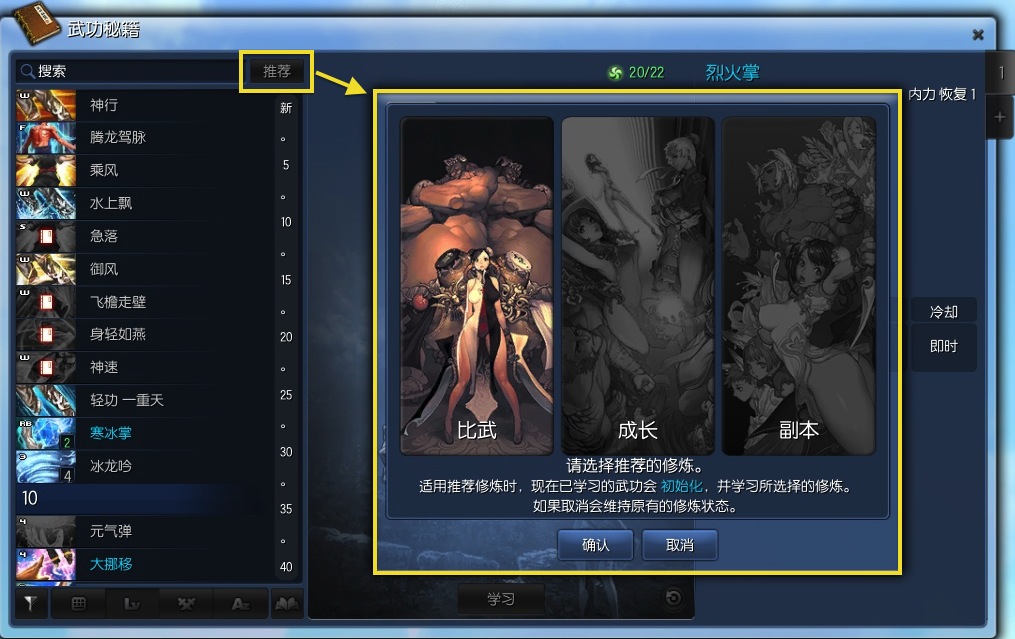 武功秘籍
搜索
推荐
20/22
烈火掌
1
内力 恢复 1
+
新
5
10
15
20
25
30
35
40
W
神行
F
腾龙驾脉
乘风
W
水上飘
S
急落
W
御风
W
飞檐走壁
身轻如燕
W
神速
轻功 一重天
RB
寒冰掌
2
3
冰龙吟
4
10
4
元气弹
4
大挪移
比武
成长
副本
请选择推荐的修炼。
适用推荐修炼时，现在已学习的武功会 初始化，并学习所选择的修炼。
如果取消会维持原有的修炼状态。
确认
取消
冷却
即时
学习
Lv
Az